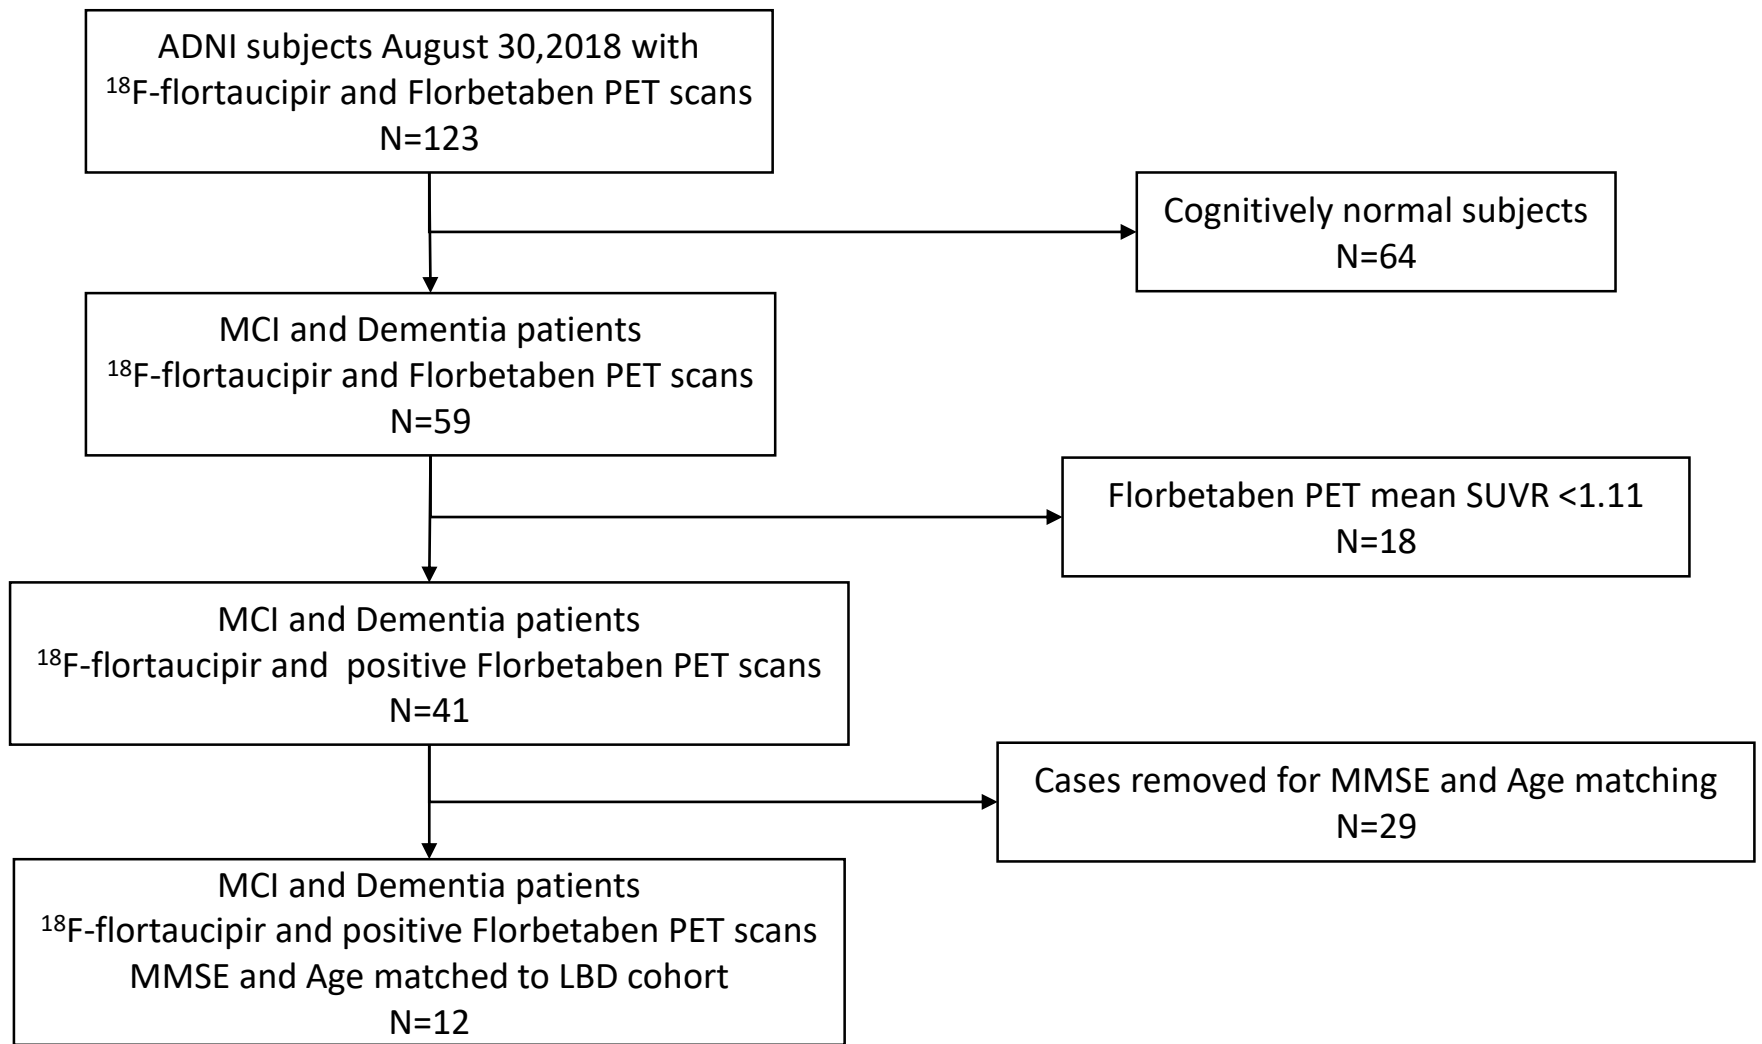 ADNI subjects August 30,2018 with
¹⁸F-flortaucipir and Florbetaben PET scans
N=123
Cognitively normal subjects
N=64
MCI and Dementia patients
¹⁸F-flortaucipir and Florbetaben PET scans
N=59
Florbetaben PET mean SUVR <1.11
N=18
MCI and Dementia patients
¹⁸F-flortaucipir and  positive Florbetaben PET scans
N=41
Cases removed for MMSE and Age matching
N=29
MCI and Dementia patients
¹⁸F-flortaucipir and positive Florbetaben PET scans
MMSE and Age matched to LBD cohort
N=12